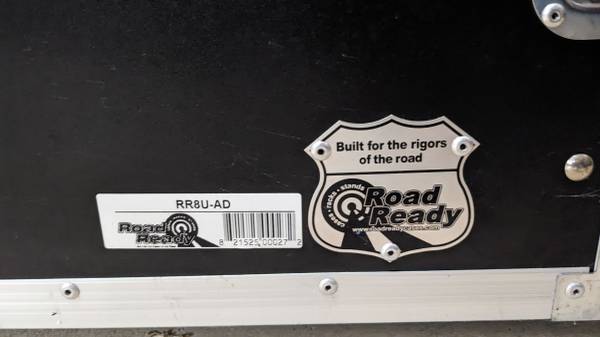 RR8U-AD
Road
Ready
8 21525 00027 2
Built for the rigors
of the road
cases • racks • stands
Road
Ready
www.roadreadycases.com